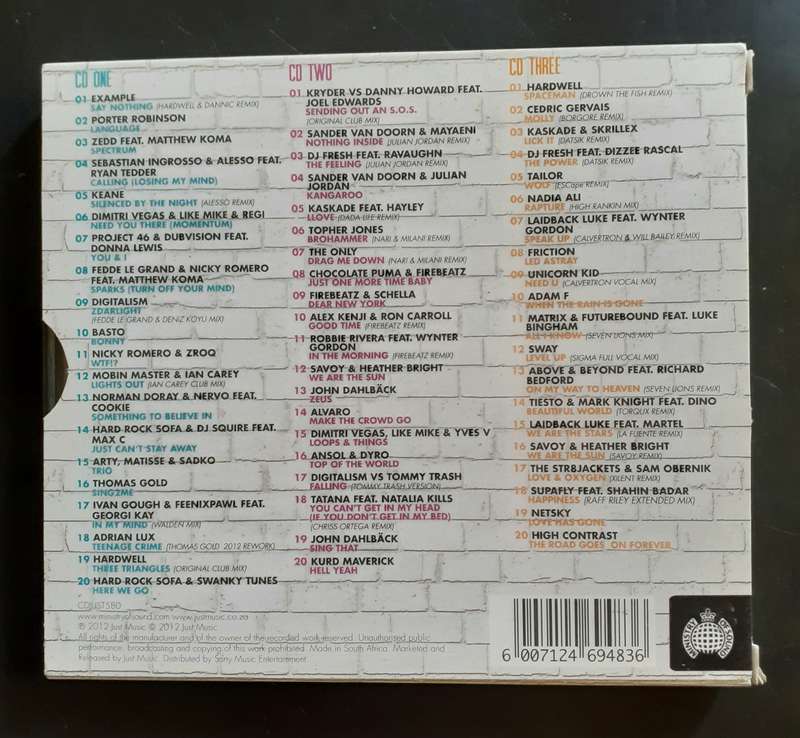 CD ONE
01 EXAMPLE
SAY NOTHING (HARDWELL & DANNIC REMIX)
02 PORTER ROBINSON
LANGUAGE
03 ZEDD FEAT. MATTHEW KOMA
SPECTRUM
04 SEBASTIAN INGROSSO & ALESSO FEAT.
RYAN TEDDER
CALLING (LOSING MY MIND)
05 KEANE
SILENCED BY THE NIGHT (ALESSO REMIX)
06 DIMITRI VEGAS & LIKE MIKE & REGI
NEED YOU THERE (MOMENTUM)
07 PROJECT 46 & DUBVISION FEAT.
DONNA LEWIS
YOU & I
08 FEDDE LE GRAND & NICKY ROMERO
FEAT. MATTHEW KOMA
SPARKS (TURN OFF YOUR MIND)
09 DIGITALISM
ZDARLIGHT
(FEDDE LE GRAND & DENIZ KOYU MIX)
10 BASTO
BONNY
11 NICKY ROMERO & ZROQ
WTF!?
12 MOBIN MASTER & IAN CAREY
LIGHTS OUT (IAN CAREY CLUB MIX)
13 NORMAN DORAY & NERVO FEAT.
COOKIE
SOMETHING TO BELIEVE IN
14 HARD ROCK SOFA & DJ SQUIRE FEAT.
MAX C
JUST CAN'T STAY AWAY
15 ARTY, MATISSE & SADKO
TRIO
16 THOMAS GOLD
SING2ME
17 IVAN GOUGH & FEENIXPAWL FEAT.
GEORGI KAY
IN MY MIND (WALDEN MIX)
18 ADRIAN LUX
TEENAGE CRIME (THOMAS GOLD 2012 REWORK)
19 HARDWELL
THREE TRIANGLES (ORIGINAL CLUB MIX)
20 HARD ROCK SOFA & SWANKY TUNES
HERE WE GO
CD TWO
01 KRYDER VS DANNY HOWARD FEAT.
JOEL EDWARDS
SENDING OUT AN S.O.S.
(ORIGINAL CLUB MIX)
02 SANDER VAN DOORN & MAYAENI
NOTHING INSIDE (JULIAN JORDAN REMIX)
03 DJ FRESH FEAT. RAVAUGHN
THE FEELING (JULIAN JORDAN REMIX)
04 SANDER VAN DOORN & JULIAN
JORDAN
KANGAROO
05 KASKADE FEAT. HAYLEY
LLOVE (DADA LIFE REMIX)
06 TOPHER JONES
BROHAMMER (NARI & MILANI REMIX)
07 THE ONLY
DRAG ME DOWN (NARI & MILANI REMIX)
08 CHOCOLATE PUMA & FIREBEATZ
JUST ONE MORE TIME BABY
09 FIREBEATZ & SCHELLA
DEAR NEW YORK
10 ALEX KENJI & RON CARROLL
GOOD TIME (FIREBEATZ REMIX)
11 ROBBIE RIVERA FEAT. WYNTER
GORDON
IN THE MORNING (FIREBEATZ REMIX)
12 SAVOY & HEATHER BRIGHT
WE ARE THE SUN
13 JOHN DAHLBÄCK
ZEUS
14 ALVARO
MAKE THE CROWD GO
15 DIMITRI VEGAS, LIKE MIKE & YVES V
LOOPS & THINGS
16 ANSOL & DYRO
TOP OF THE WORLD
17 DIGITALISM VS TOMMY TRASH
FALLING (TOMMY TRASH VERSION)
18 TATANA FEAT. NATALIA KILLS
YOU CAN'T GET IN MY HEAD
(IF YOU DON'T GET IN MY BED)
(CHRISS ORTEGA REMIX)
19 JOHN DAHLBÄCK
SING THAT
20 KURD MAVERICK
HELL YEAH
CD THREE
01 HARDWELL
SPACEMAN (DROWN THE FISH REMIX)
02 CEDRIC GERVAIS
MOLLY (BORGORE REMIX)
03 KASKADE & SKRILLEX
LICK IT (DATSIK REMIX)
04 DJ FRESH FEAT. DIZZEE RASCAL
THE POWER (DATSIK REMIX)
05 TAILOR
WOLF (ESCape REMIX)
06 NADIA ALI
RAPTURE (HIGH RANKIN MIX)
07 LAIDBACK LUKE FEAT. WYNTER
GORDON
SPEAK UP (CALVERTRON & WILL BAILEY REMIX)
08 FRICTION
LED ASTRAY
09 UNICORN KID
NEED U (CALVERTRON VOCAL MIX)
10 ADAM F
WHEN THE RAIN IS GONE
11 MATRIX & FUTUREBOUND FEAT. LUKE
BINGHAM
ALL I KNOW (SEVEN LIONS MIX)
12 SWAY
LEVEL UP (SIGMA FULL VOCAL MIX)
13 ABOVE & BEYOND FEAT. RICHARD
BEDFORD
ON MY WAY TO HEAVEN (SEVEN LIONS REMIX)
14 TIESTO & MARK KNIGHT FEAT. DINO
BEAUTIFUL WORLD (TORQUX REMIX)
15 LAIDBACK LUKE FEAT. MARTEL
WE ARE THE STARS (LA FUENTE REMIX)
16 SAVOY & HEATHER BRIGHT
WE ARE THE SUN (SAVOY REMIX)
17 THE STR8JACKETS & SAM OBERNIK
LOVE & OXYGEN (XILENT REMIX)
18 SUPAFLY FEAT. SHAHIN BADAR
HAPPINESS (RAFF RILEY EXTENDED MIX)
19 NETSKY
LOVE HAS GONE
20 HIGH CONTRAST
THE ROAD GOES ON FOREVER
CDJUST580
www.ministryofsound.com www.justmusic.co.za
℗ 2012 Just Music © 2012 Just Music
All rights of the manufacturer and of the owner of the recorded work reserved. Unauthorised public
performance, broadcasting and copying of this work prohibited. Made in South Africa. Marketed and
Released by Just Music. Distributed by Sony Music Entertainment.
6 007124 694836
MINISTRY OF SOUND